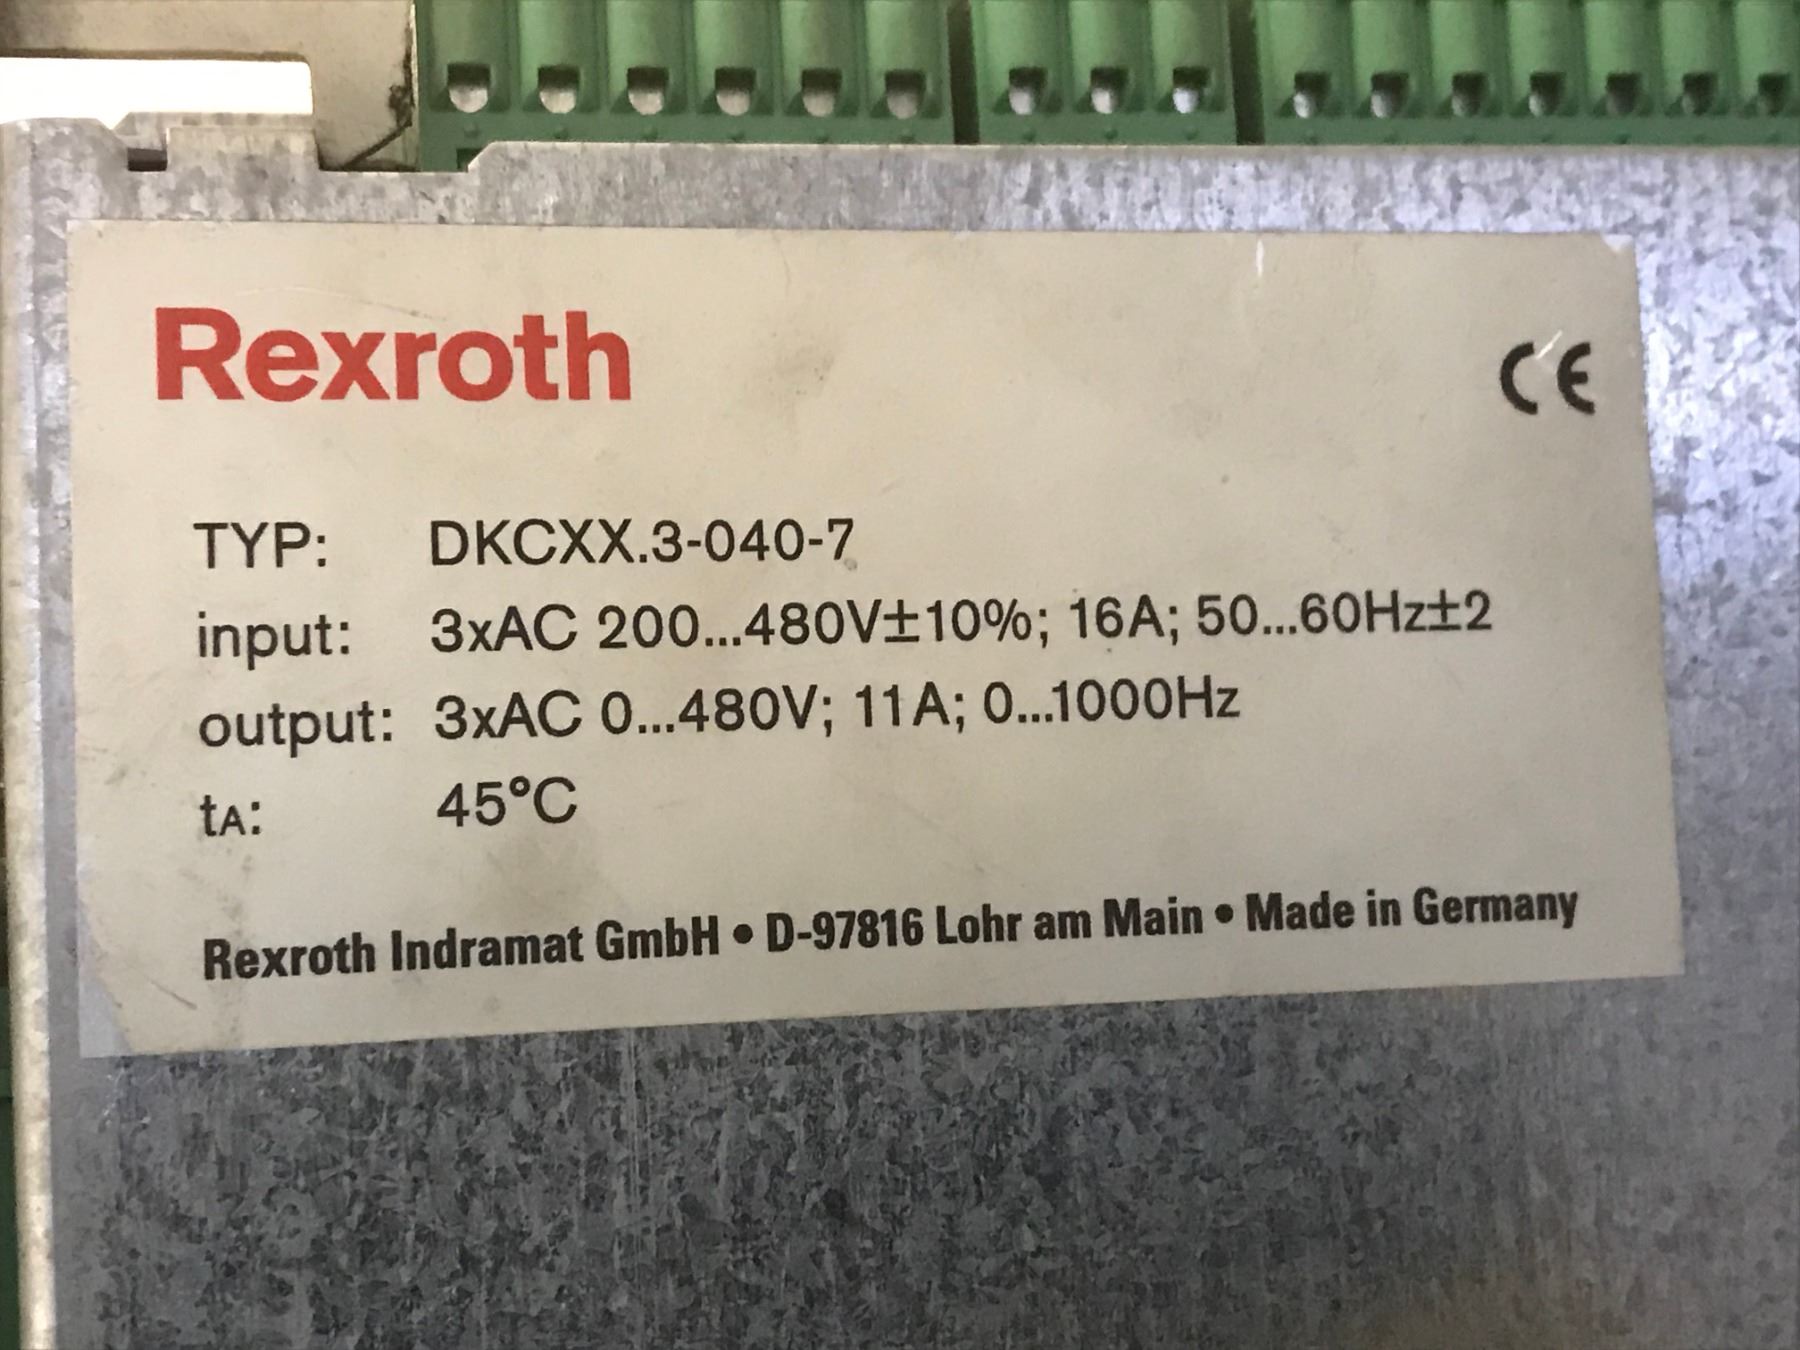 Rexroth
CE
TYP: DKCXX.3-040-7
input: 3xAC 200...480V±10%; 16A; 50...60Hz±2
output: 3xAC 0...480V; 11A; 0...1000Hz
tA: 45°C
Rexroth Indramat GmbH • D-97816 Lohr am Main • Made in Germany